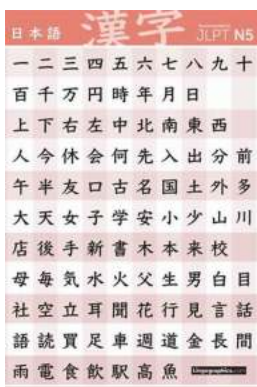 日本語 漢字 JLPT N5
一 二 三 四 五 六 七 八 九 十
百 千 万 円 時 年 月 日
上 下 右 左 中 北 南 東 西
人 今 休 会 何 先 入 出 分 前
午 半 友 口 古 名 国 土 外 多
大 天 女 子 学 安 小 少 山 川
店 後 手 新 書 木 本 来 校
母 毎 気 水 火 父 生 男 白 目
社 空 立 耳 聞 花 行 見 言 話
語 読 買 足 車 週 道 金 長 間
雨 電 食 飲 駅 高 魚 Linguographics.com